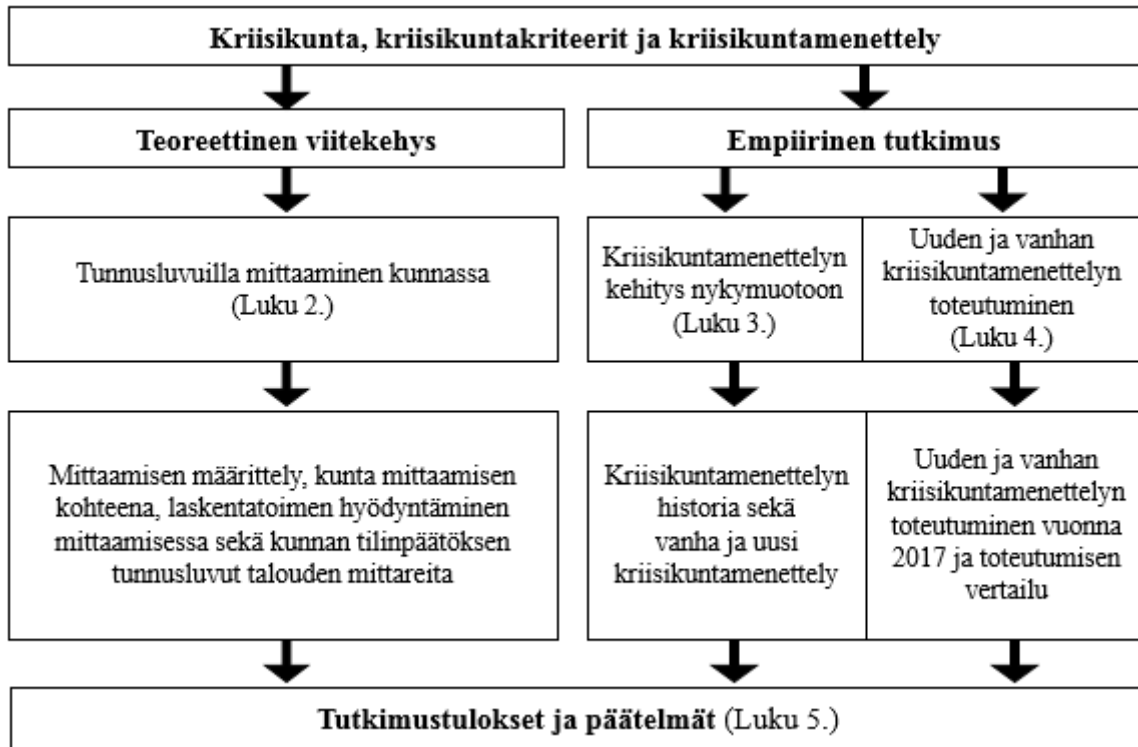 Kriisikunta, kriisikuntakriteerit ja kriisikuntamenettely
Teoreettinen viitekehys
Empiirinen tutkimus
Tunnusluvuilla mittaaminen kunnassa
(Luku 2.)
Kriisikuntamenettelyn
kehitys nykymuotoon
(Luku 3.)
Uuden ja vanhan
kriisikuntamenettelyn
toteutuminen
(Luku 4.)
Mittaamisen määrittely, kunta mittaamisen
kohteena, laskentatoimen hyödyntäminen
mittaamisessa sekä kunnan tilinpäätöksen
tunnusluvut talouden mittareita
Kriisikuntamenettelyn
historia sekä
vanha ja uusi
kriisikuntamenettely
Uuden ja vanhan
kriisikuntamenettelyn
toteutuminen vuonna
2017 ja toteutumisen
vertailu
Tutkimustulokset ja päätelmät (Luku 5.)